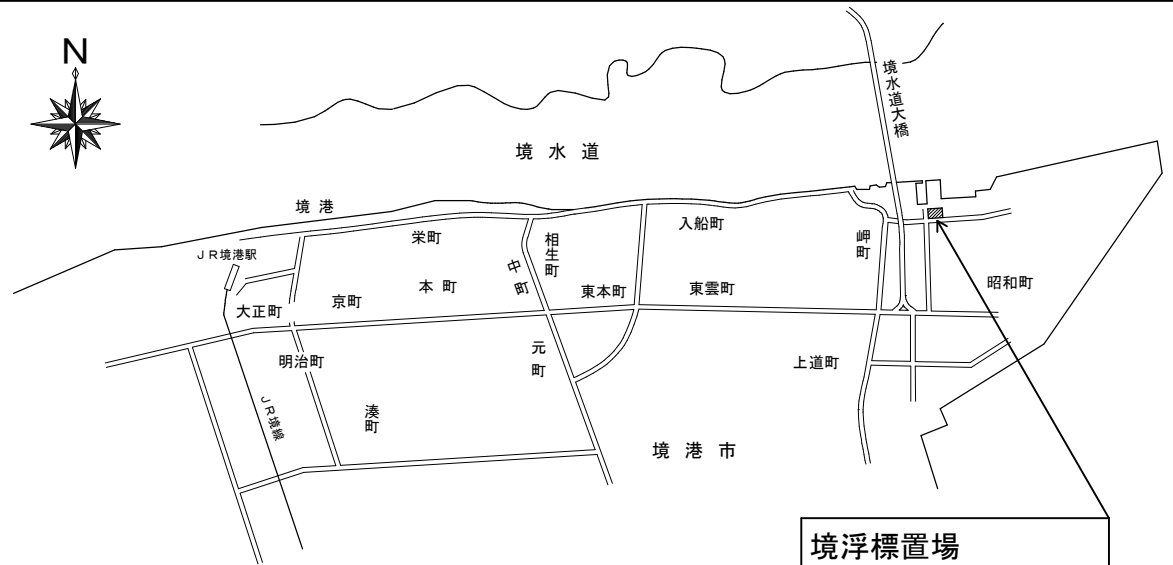 N
境水道大橋
境 水 道
境 港
入船町
栄町
相生町
岬町
中町
JR境港駅
昭和町
本 町
東本町
東雲町
京町
大正町
元町
明治町
上道町
湊町
JR境線
境 港 市
境浮標置場